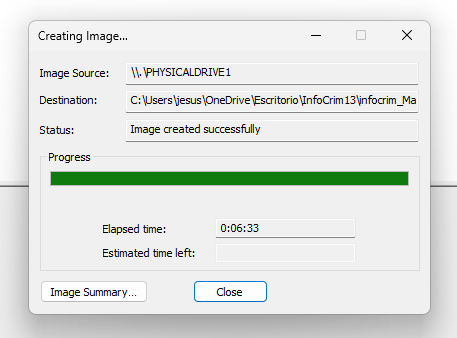 Creating Image...
Image Source: \\.\PHYSICALDRIVE1
Destination: C:\Users\jesus\OneDrive\Escritorio\InfoCrim13\infocrim_Ma
Status: Image created successfully
Progress
Elapsed time: 0:06:33
Estimated time left:
Image Summary... Close